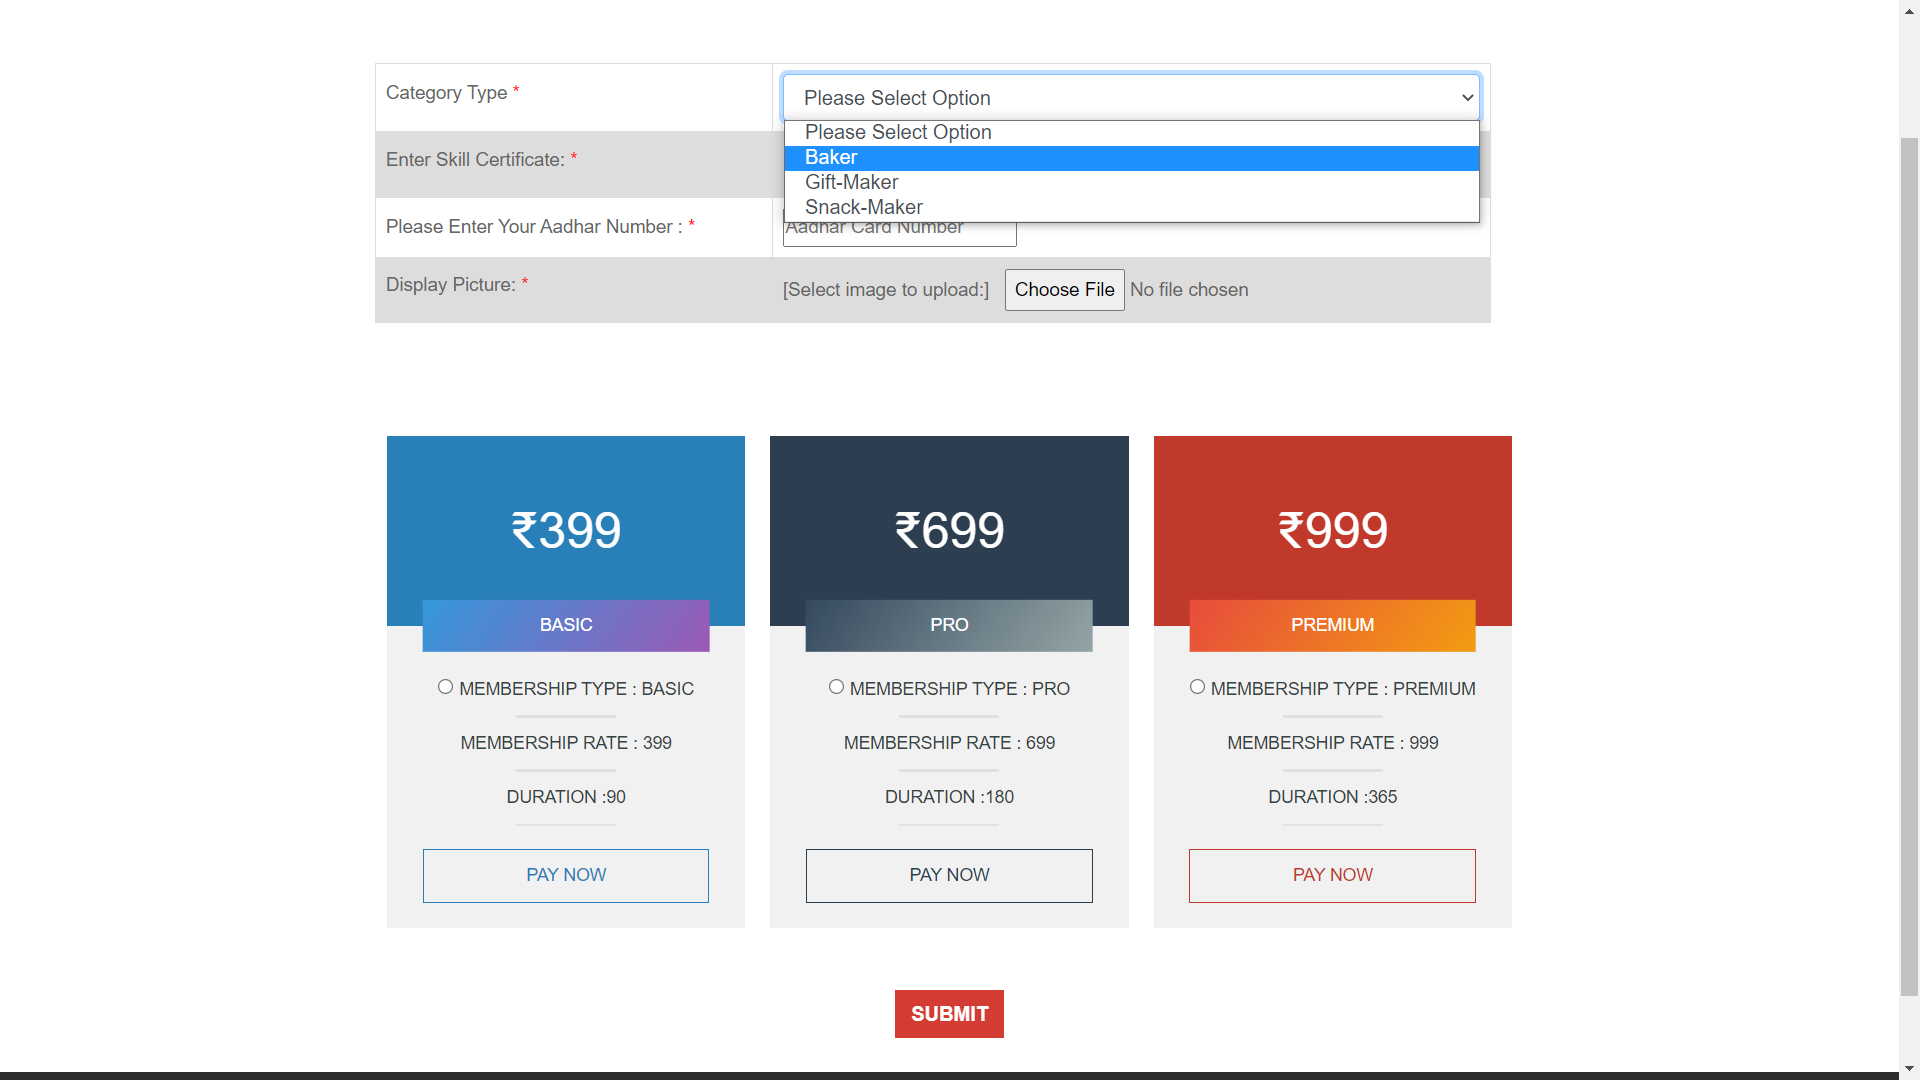 Category Type *
Please Select Option
Please Select Option
Baker
Gift-Maker
Snack-Maker
Enter Skill Certificate: *
Please Enter Your Aadhar Number : *
Aadhar Card Number
Display Picture: *
[Select image to upload:] Choose File No file chosen
₹399
BASIC
MEMBERSHIP TYPE : BASIC
MEMBERSHIP RATE : 399
DURATION :90
PAY NOW
₹699
PRO
MEMBERSHIP TYPE : PRO
MEMBERSHIP RATE : 699
DURATION :180
PAY NOW
₹999
PREMIUM
MEMBERSHIP TYPE : PREMIUM
MEMBERSHIP RATE : 999
DURATION :365
PAY NOW
SUBMIT